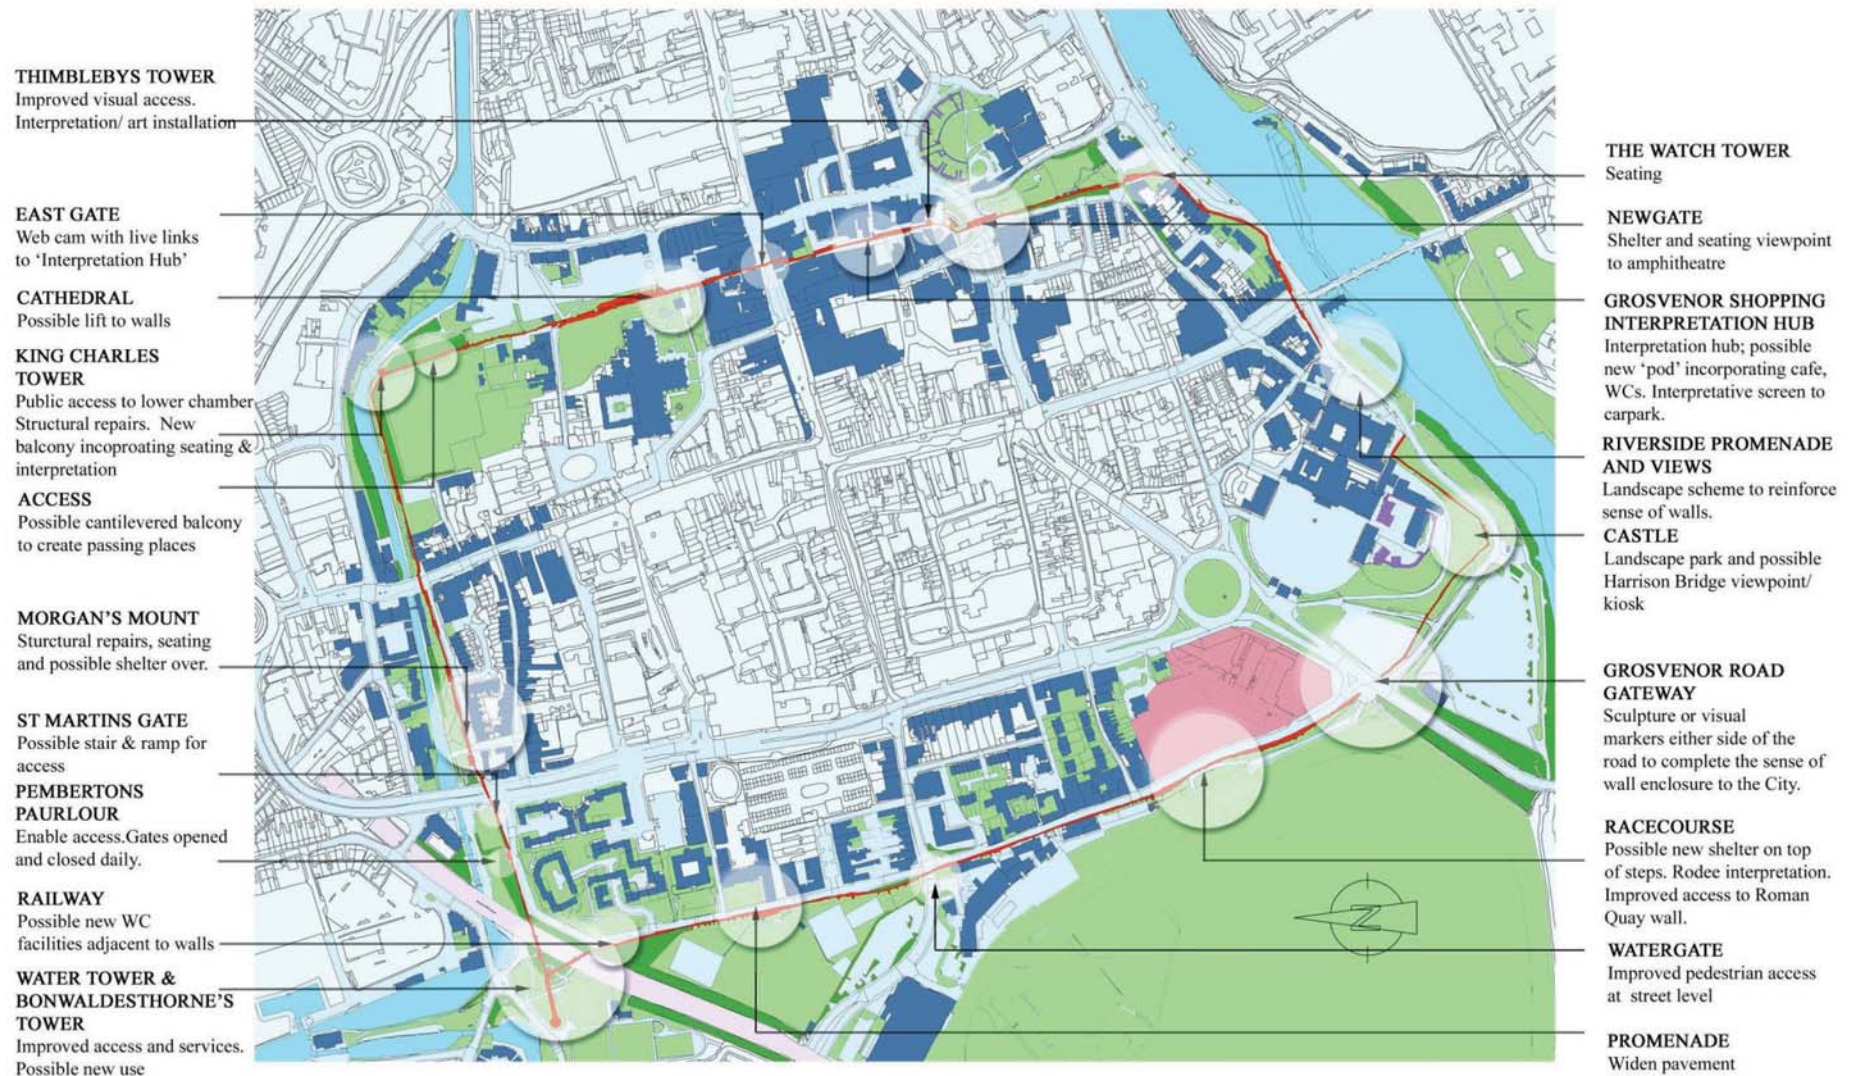 THIMBLEBYS TOWER
Improved visual access.
Interpretation/ art installation
EAST GATE
Web cam with live links
to ‘Interpretation Hub’
CATHEDRAL
Possible lift to walls
KING CHARLES
TOWER
Public access to lower chamber
Structural repairs. New
balcony incoproating seating &
interpretation
ACCESS
Possible cantilevered balcony
to create passing places
MORGAN’S MOUNT
Sturctural repairs, seating
and possible shelter over.
ST MARTINS GATE
Possible stair & ramp for
access
PEMBERTONS
PAURLOUR
Enable access.Gates opened
and closed daily.
RAILWAY
Possible new WC
facilities adjacent to walls
WATER TOWER &
BONWALDESTHORNE’S
TOWER
Improved access and services.
Possible new use
THE WATCH TOWER
Seating
NEWGATE
Shelter and seating viewpoint
to amphitheatre
GROSVENOR SHOPPING
INTERPRETATION HUB
Interpretation hub; possible
new ‘pod’ incorporating cafe,
WCs. Interpretative screen to
carpark.
RIVERSIDE PROMENADE
AND VIEWS
Landscape scheme to reinforce
sense of walls.
CASTLE
Landscape park and possible
Harrison Bridge viewpoint/
kiosk
GROSVENOR ROAD
GATEWAY
Sculpture or visual
markers either side of the
road to complete the sense of
wall enclosure to the City.
RACECOURSE
Possible new shelter on top
of steps. Rodee interpretation.
Improved access to Roman
Quay wall.
WATERGATE
Improved pedestrian access
at street level
PROMENADE
Widen pavement
N